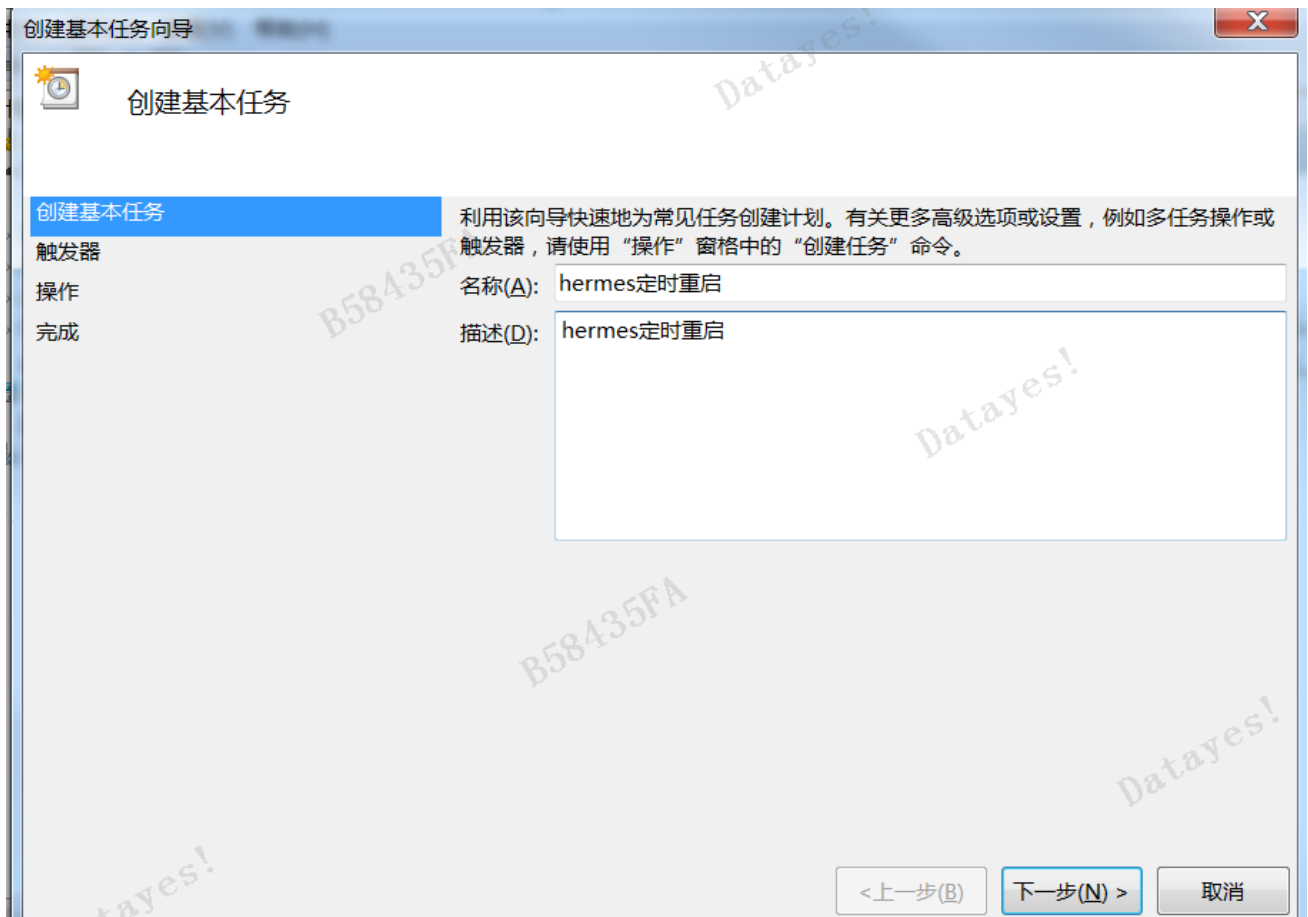 创建基本任务向导
Datayes!
创建基本任务
创建基本任务
触发器
操作
完成
利用该向导快速地为常见任务创建计划。有关更多高级选项或设置，例如多任务操作或
触发器，请使用“操作”窗格中的“创建任务”命令。
名称(A): hermes定时重启
描述(D): hermes定时重启
B58435FA
Datayes!
B58435FA
Datayes!
tayes!
<上一步(B)
下一步(N) >
取消